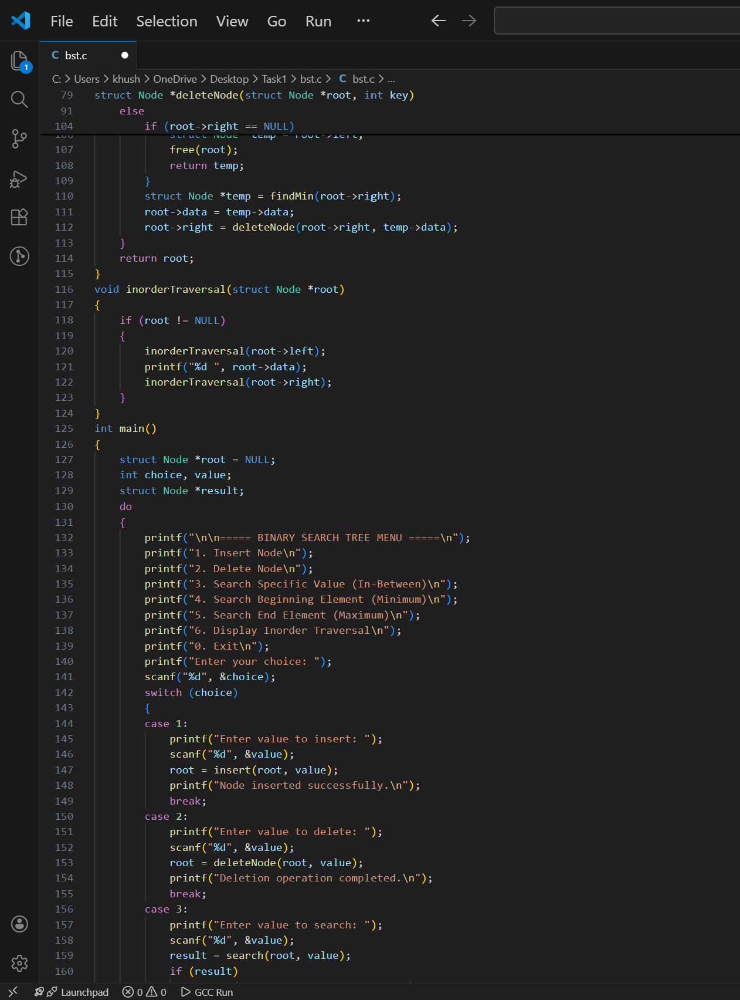 File Edit Selection View Go Run ...
1
C bst.c
C: > Users > khush > OneDrive > Desktop > Task1 > bst.c > C bst.c > ...
79 struct Node *deleteNode(struct Node *root, int key)
91 else
104 if (root->right == NULL)
106 struct Node *temp = root->left;
107 free(root);
108 return temp;
109 }
110 struct Node *temp = findMin(root->right);
111 root->data = temp->data;
112 root->right = deleteNode(root->right, temp->data);
113 }
114 return root;
115 }
116 void inorderTraversal(struct Node *root)
117 {
118 if (root != NULL)
119 {
120 inorderTraversal(root->left);
121 printf("%d ", root->data);
122 inorderTraversal(root->right);
123 }
124 }
125 int main()
126 {
127 struct Node *root = NULL;
128 int choice, value;
129 struct Node *result;
130 do
131 {
132 printf("\n\n===== BINARY SEARCH TREE MENU =====\n");
133 printf("1. Insert Node\n");
134 printf("2. Delete Node\n");
135 printf("3. Search Specific Value (In-Between)\n");
136 printf("4. Search Beginning Element (Minimum)\n");
137 printf("5. Search End Element (Maximum)\n");
138 printf("6. Display Inorder Traversal\n");
139 printf("0. Exit\n");
140 printf("Enter your choice: ");
141 scanf("%d", &choice);
142 switch (choice)
143 {
144 case 1:
145 printf("Enter value to insert: ");
146 scanf("%d", &value);
147 root = insert(root, value);
148 printf("Node inserted successfully.\n");
149 break;
150 case 2:
151 printf("Enter value to delete: ");
152 scanf("%d", &value);
153 root = deleteNode(root, value);
154 printf("Deletion operation completed.\n");
155 break;
156 case 3:
157 printf("Enter value to search: ");
158 scanf("%d", &value);
159 result = search(root, value);
160 if (result)
Launchpad 0 0 GCC Run